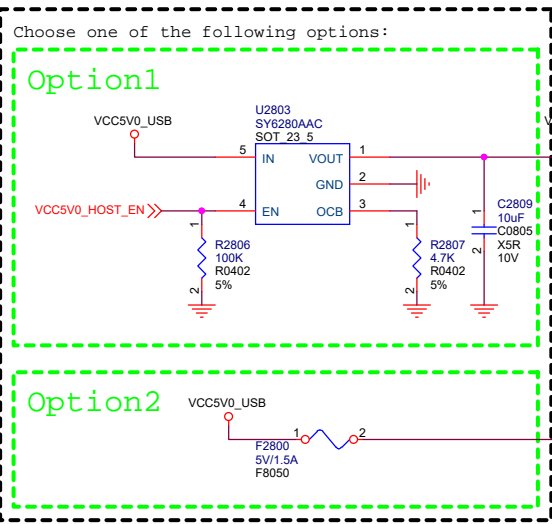 Choose one of the following options:
Option1
U2803
SY6280AAC
SOT_23_5
VCC5V0_USB
5 IN VOUT 1
GND 2
VCC5V0_HOST_EN 4 EN OCB 3
1
R2806
100K
R0402
5%
2
1
R2807
4.7K
R0402
5%
2
1
C2809
10uF
C0805
X5R
10V
2
Option2
VCC5V0_USB
1 2
F2800
5V/1.5A
F8050